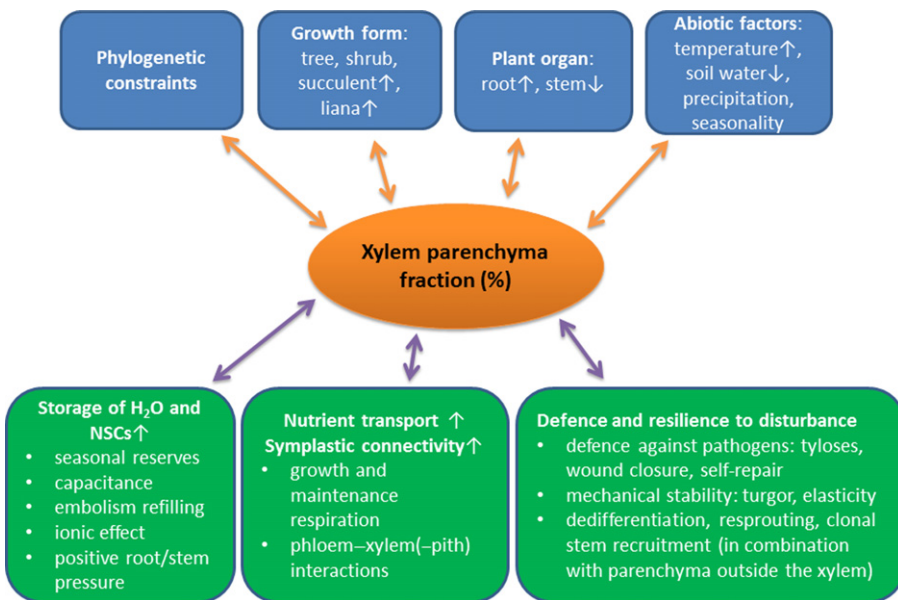 Phylogenetic
constraints
Growth form:
tree, shrub,
succulent↑,
liana↑
Plant organ:
root↑, stem↓
Abiotic factors:
temperature↑,
soil water↓,
precipitation,
seasonality
Xylem parenchyma
fraction (%)
Storage of H₂O and
NSCs↑
• seasonal reserves
• capacitance
• embolism refilling
• ionic effect
• positive root/stem
pressure
Nutrient transport ↑
Symplastic connectivity↑
• growth and
maintenance
respiration
• phloem–xylem(–pith)
interactions
Defence and resilience to disturbance
• defence against pathogens: tyloses,
wound closure, self-repair
• mechanical stability: turgor, elasticity
• dedifferentiation, resprouting, clonal
stem recruitment (in combination
with parenchyma outside the xylem)